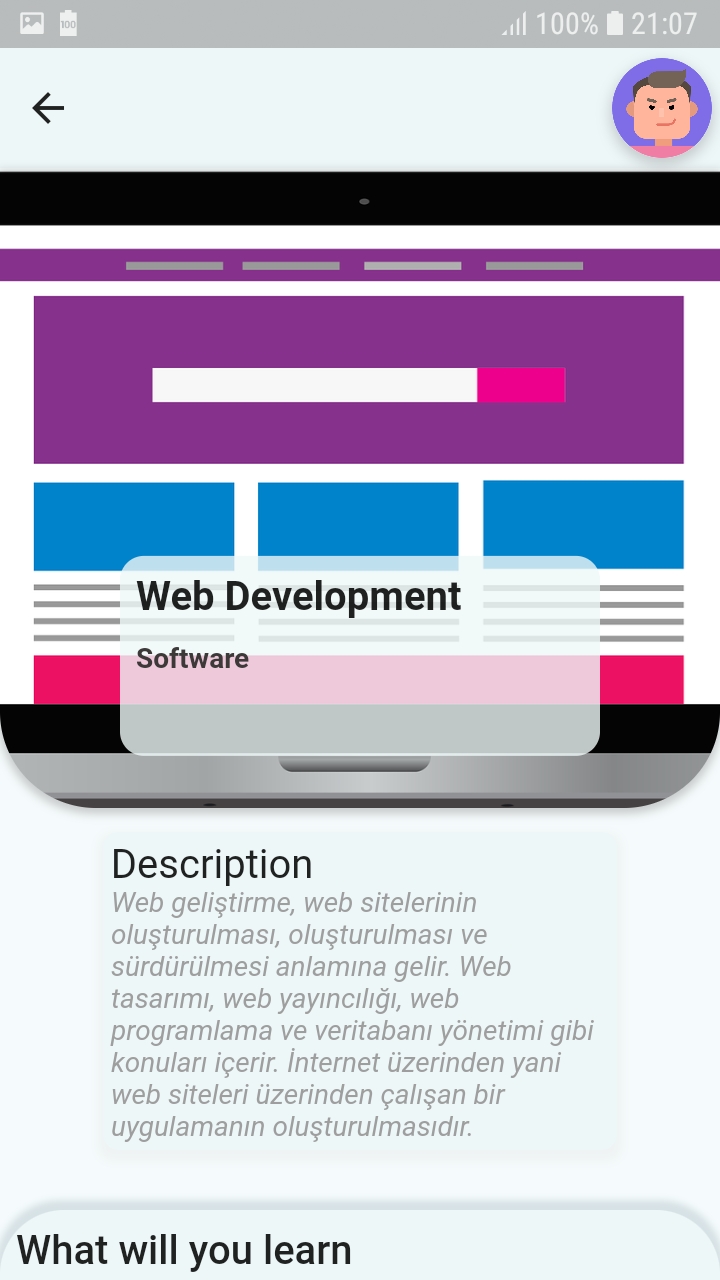 100 100% 21:07
Web Development
Software
Description
Web geliştirme, web sitelerinin
oluşturulması, oluşturulması ve
sürdürülmesi anlamına gelir. Web
tasarımı, web yayıncılığı, web
programlama ve veritabanı yönetimi gibi
konuları içerir. İnternet üzerinden yani
web siteleri üzerinden çalışan bir
uygulamanın oluşturulmasıdır.
What will you learn